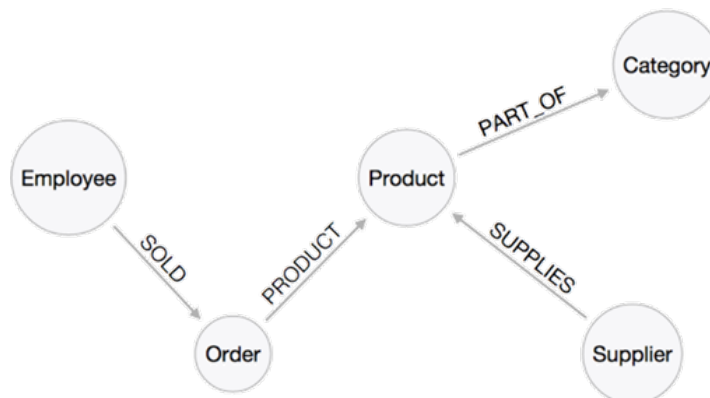 Category
PART_OF
Employee
Product
SOLD
PRODUCT
SUPPLIES
Order
Supplier